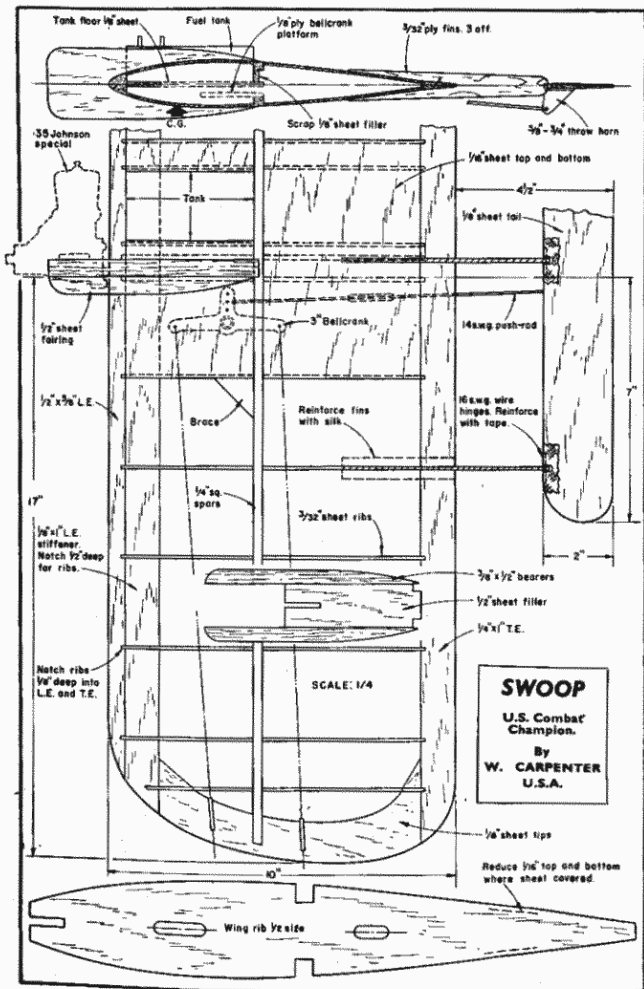 Tank floor 1/8" sheet
Fuel tank
1/8" ply bellcrank
platform
3/32" ply fins. 3 off.
C.G.
Scrap 1/8" sheet filler
3/8" - 3/4" throw horn
·35 Johnson
special
1/16" sheet top and bottom
4 1/2"
1/8" sheet tail
Tank
1/2" sheet
fairing
3" Bellcrank
14 s.w.g. push-rod
1/2" x 3/8" L.E.
Brace
Reinforce fins
with silk
16 s.w.g. wire
hinges. Reinforce
with tape.
7"
17"
1/4" sq.
spars
1/8" x 1" L.E.
stiffener.
Notch 1/2" deep
for ribs.
3/32" sheet ribs
2"
3/8" x 1/2" bearers
1/2" sheet filler
1/4" x 1" T.E.
Notch ribs
1/8" deep into
L.E. and T.E.
SCALE: 1/4
SWOOP
U.S. Combat
Champion.
By
W. CARPENTER
U.S.A.
1/8" sheet tips
10"
Reduce 1/16" top and bottom
where sheet covered.
Wing rib 1/2 size